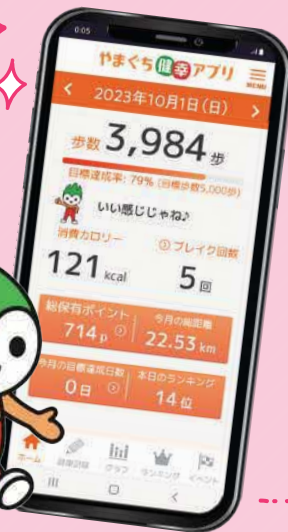 0:05
やまぐち健幸アプリ
MENU
2023年10月1日(日)
歩数 3,984 歩
目標達成率: 79% (目標歩数5,000歩)
いい感じじゃね♪
消費カロリー
ブレイク回数
121 kcal
5回
総保有ポイント
今月の総距離
714 p
22.53 km
今月の目標達成日数
本日のランキング
0日
14位
ホーム
健康記録
グラフ
ランキング
イベント